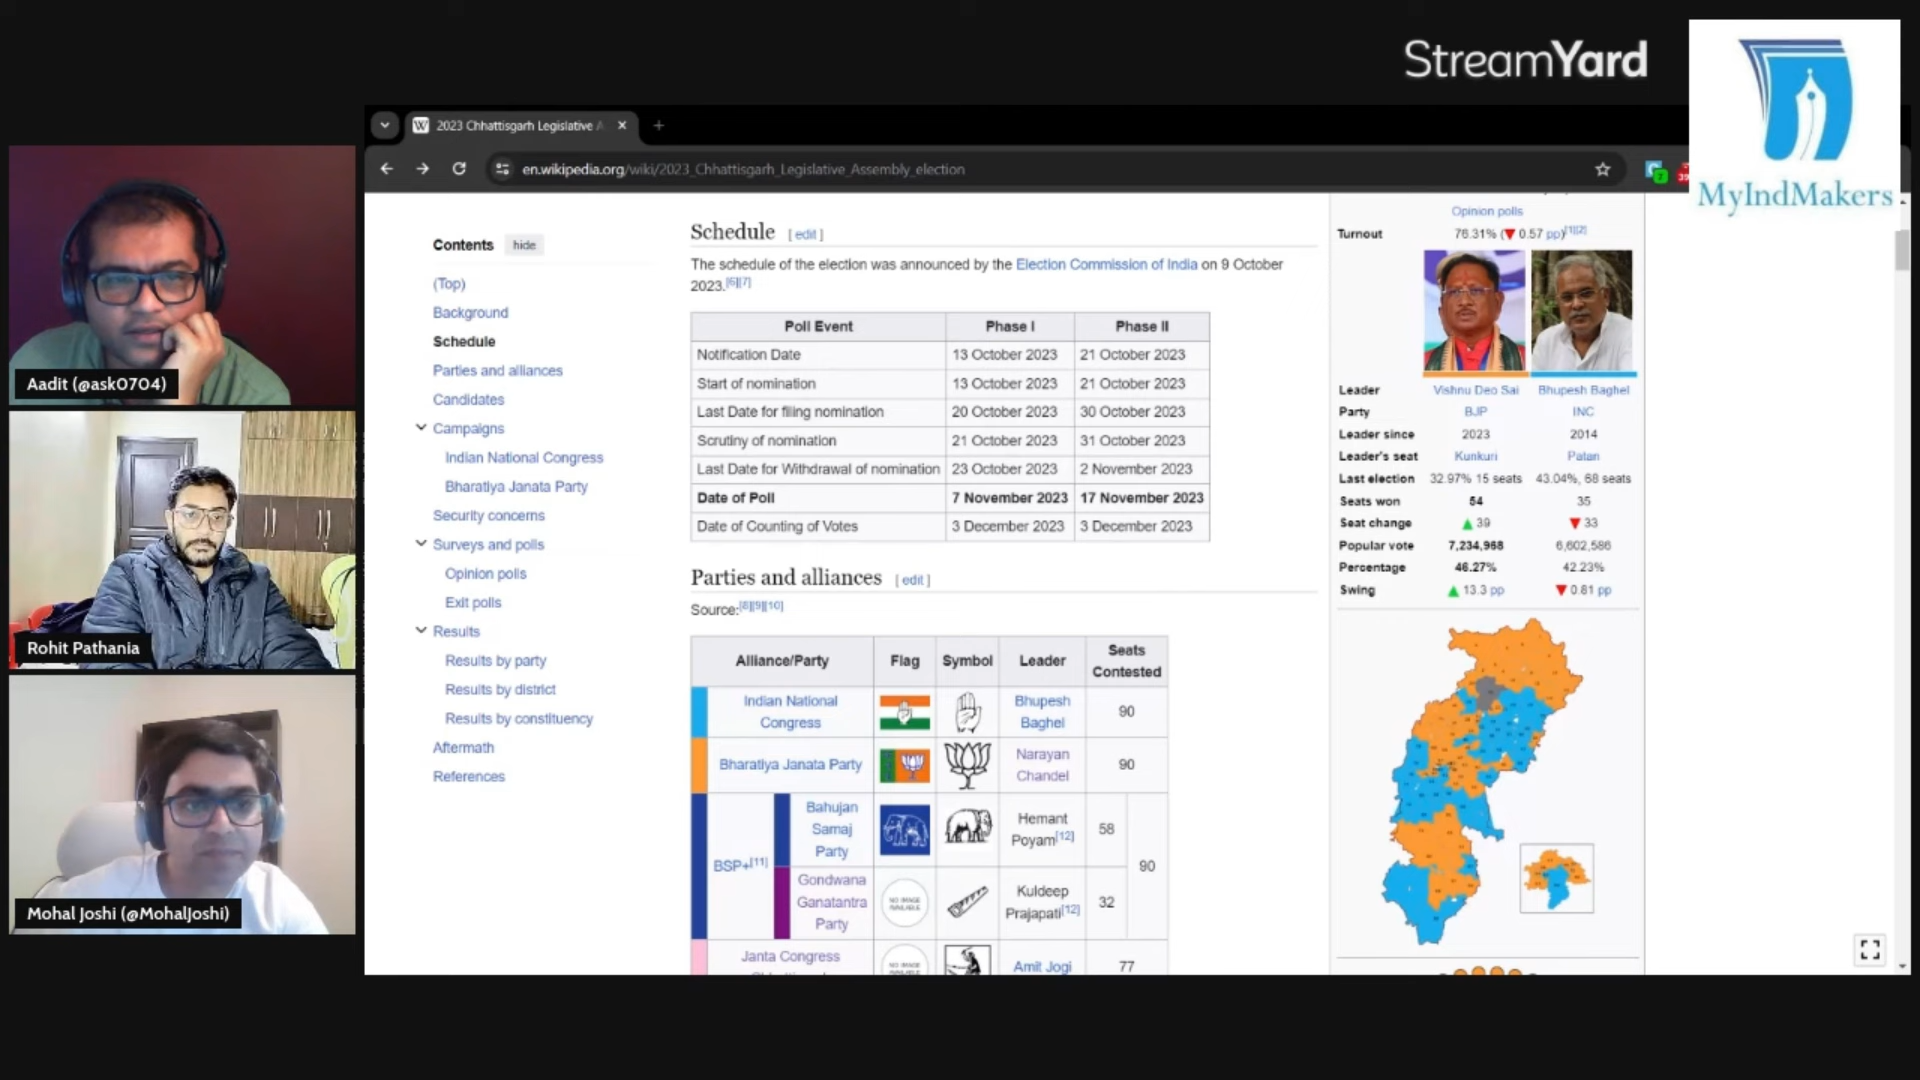 StreamYard
MyIndMakers
2023 Chhattisgarh Legislative A
en.wikipedia.org/wiki/2023_Chhattisgarh_Legislative_Assembly_election
39
Aadit (@ask0704)
Rohit Pathania
Mohal Joshi (@MohalJoshi)
Contents hide
(Top)
Background
Schedule
Parties and alliances
Candidates
Campaigns
Indian National Congress
Bharatiya Janata Party
Security concerns
Surveys and polls
Opinion polls
Exit polls
Results
Results by party
Results by district
Results by constituency
Aftermath
References
Schedule [ edit ]
The schedule of the election was announced by the Election Commission of India on 9 October
2023.[6][7]
Poll Event Phase I Phase II
Notification Date 13 October 2023 21 October 2023
Start of nomination 13 October 2023 21 October 2023
Last Date for filing nomination 20 October 2023 30 October 2023
Scrutiny of nomination 21 October 2023 31 October 2023
Last Date for Withdrawal of nomination 23 October 2023 2 November 2023
Date of Poll 7 November 2023 17 November 2023
Date of Counting of Votes 3 December 2023 3 December 2023
Parties and alliances [ edit ]
Source:[8][9][10]
Alliance/Party Flag Symbol Leader Seats Contested
Indian National Congress Bhupesh Baghel 90
Bharatiya Janata Party Narayan Chandel 90
BSP+[11] Bahujan Samaj Party Hemant Poyam[12] 58 90
Gondwana Ganatantra Party NO IMAGE AVAILABLE Kuldeep Prajapati[12] 32
Janta Congress NO IMAGE AVAILABLE Amit Jogi 77
Opinion polls
Turnout 76.31% (▼ 0.57 pp)[1][2]
Leader Vishnu Deo Sai Bhupesh Baghel
Party BJP INC
Leader since 2023 2014
Leader's seat Kunkuri Patan
Last election 32.97% 15 seats 43.04%, 68 seats
Seats won 54 35
Seat change ▲ 39 ▼ 33
Popular vote 7,234,968 6,602,586
Percentage 46.27% 42.23%
Swing ▲ 13.3 pp ▼ 0.81 pp